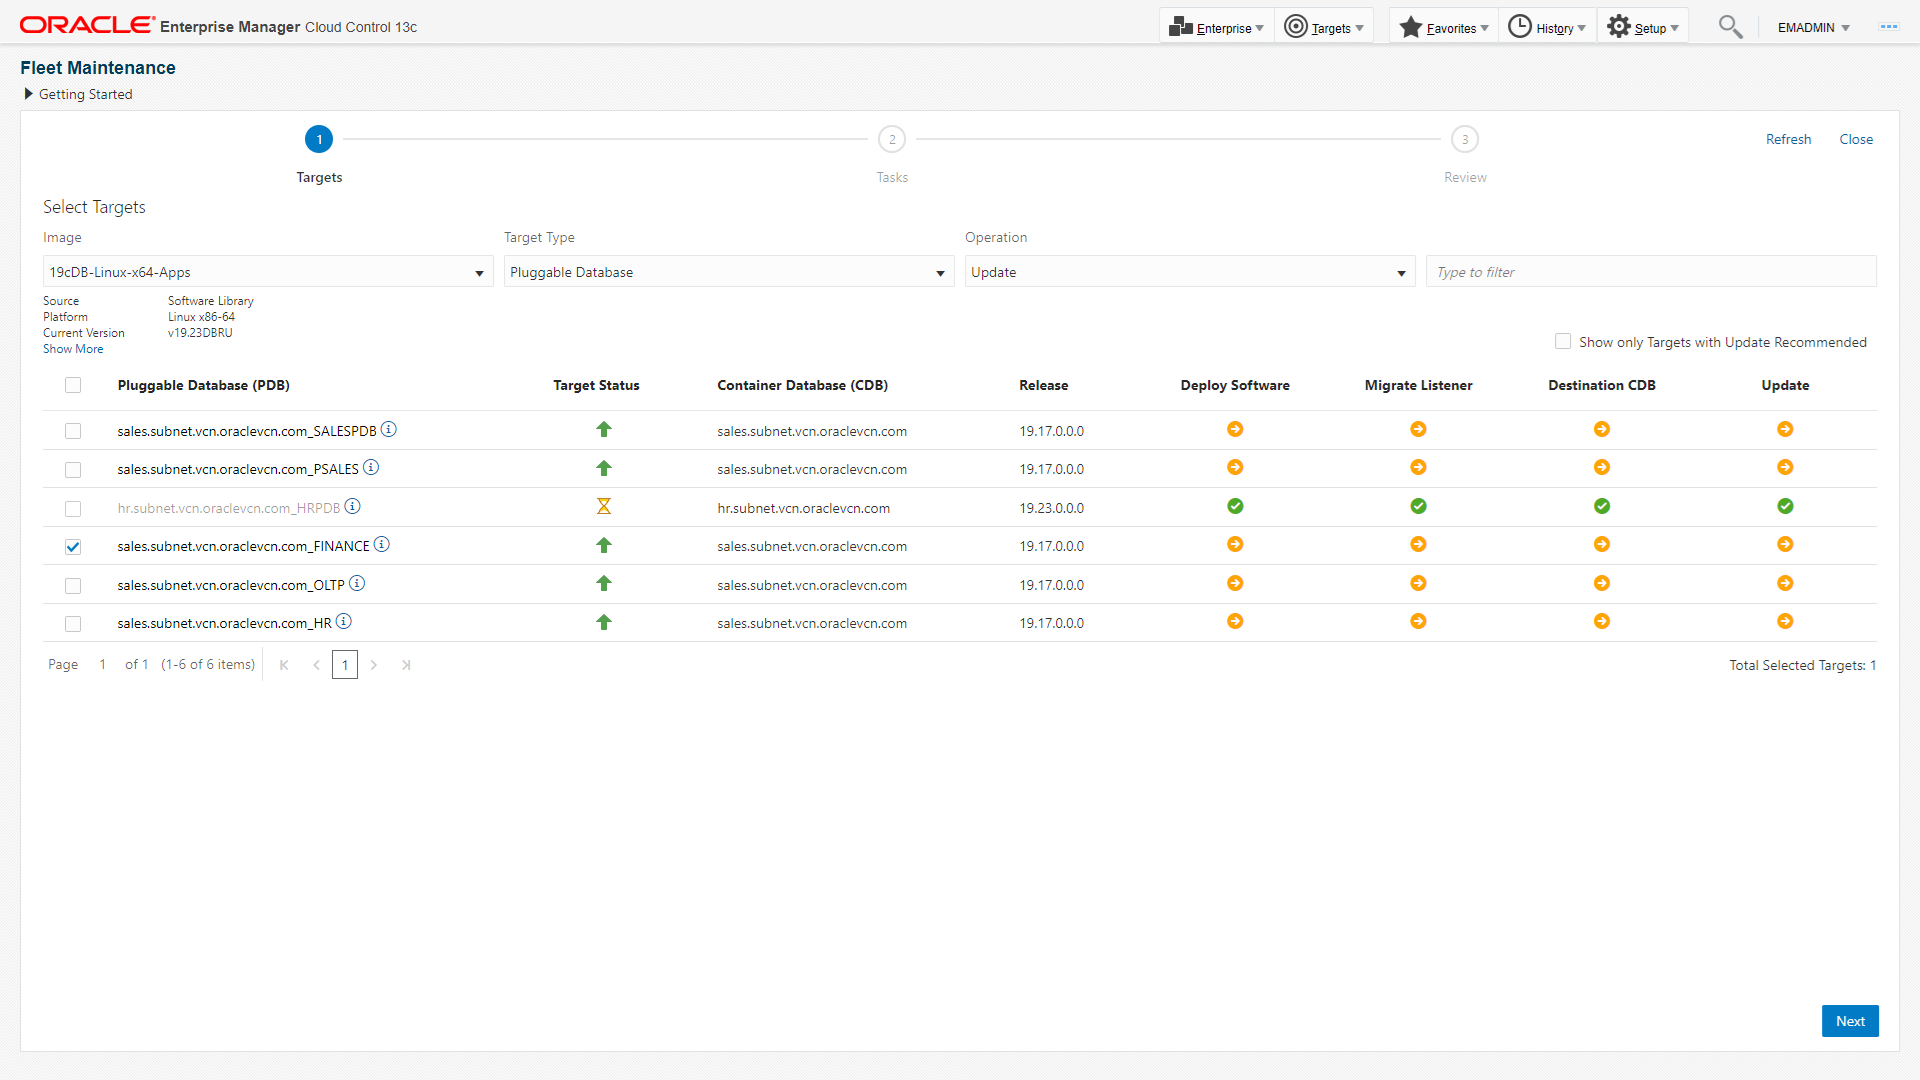 ORACLE Enterprise Manager Cloud Control 13c
Enterprise Targets Favorites History Setup EMADMIN
Fleet Maintenance
Getting Started
1 2 3 Refresh Close
Targets Tasks Review
Select Targets
Image Target Type Operation
19cDB-Linux-x64-Apps Pluggable Database Update Type to filter
Source Software Library
Platform Linux x86-64
Current Version v19.23DBRU
Show More
Show only Targets with Update Recommended
Pluggable Database (PDB) Target Status Container Database (CDB) Release Deploy Software Migrate Listener Destination CDB Update
sales.subnet.vcn.oraclevcn.com_SALESPDB sales.subnet.vcn.oraclevcn.com 19.17.0.0.0
sales.subnet.vcn.oraclevcn.com_PSALES sales.subnet.vcn.oraclevcn.com 19.17.0.0.0
hr.subnet.vcn.oraclevcn.com_HRPDB hr.subnet.vcn.oraclevcn.com 19.23.0.0.0
sales.subnet.vcn.oraclevcn.com_FINANCE sales.subnet.vcn.oraclevcn.com 19.17.0.0.0
sales.subnet.vcn.oraclevcn.com_OLTP sales.subnet.vcn.oraclevcn.com 19.17.0.0.0
sales.subnet.vcn.oraclevcn.com_HR sales.subnet.vcn.oraclevcn.com 19.17.0.0.0
Page 1 of 1 (1-6 of 6 items) 1 Total Selected Targets: 1
Next